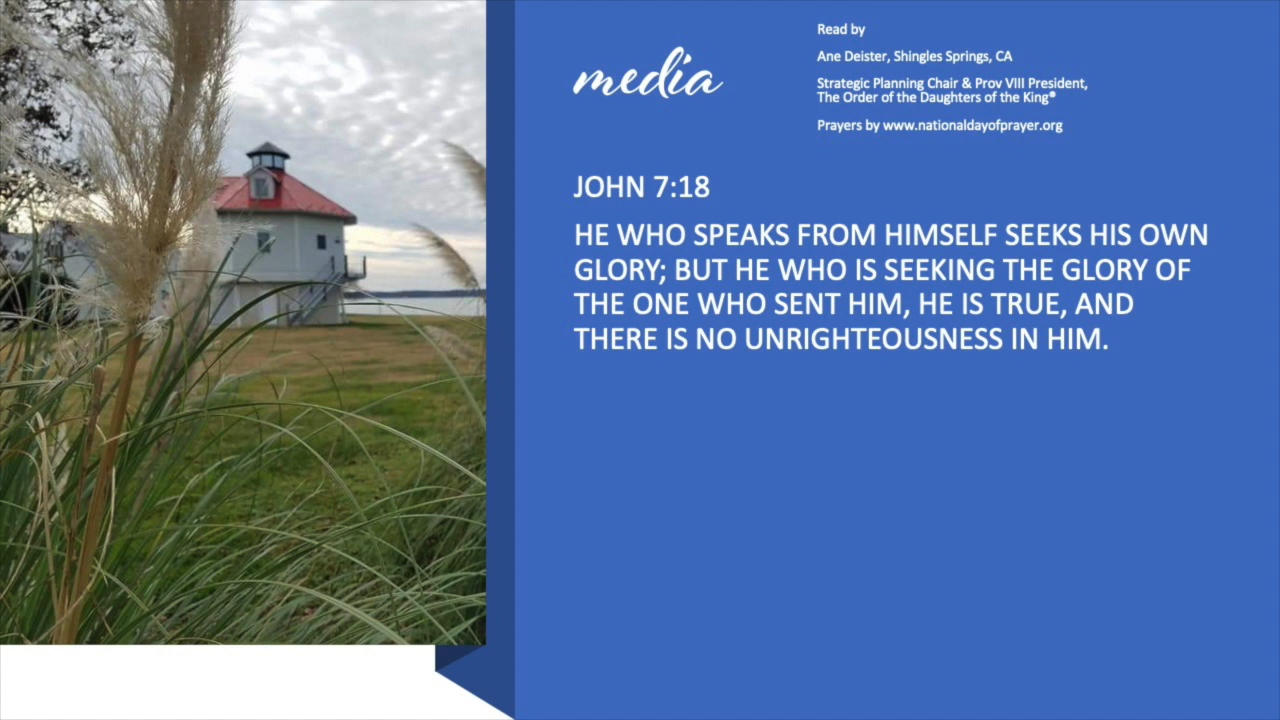 media
Read by
Ane Deister, Shingles Springs, CA
Strategic Planning Chair & Prov VIII President,
The Order of the Daughters of the King®
Prayers by www.nationaldayofprayer.org
JOHN 7:18
HE WHO SPEAKS FROM HIMSELF SEEKS HIS OWN
GLORY; BUT HE WHO IS SEEKING THE GLORY OF
THE ONE WHO SENT HIM, HE IS TRUE, AND
THERE IS NO UNRIGHTEOUSNESS IN HIM.